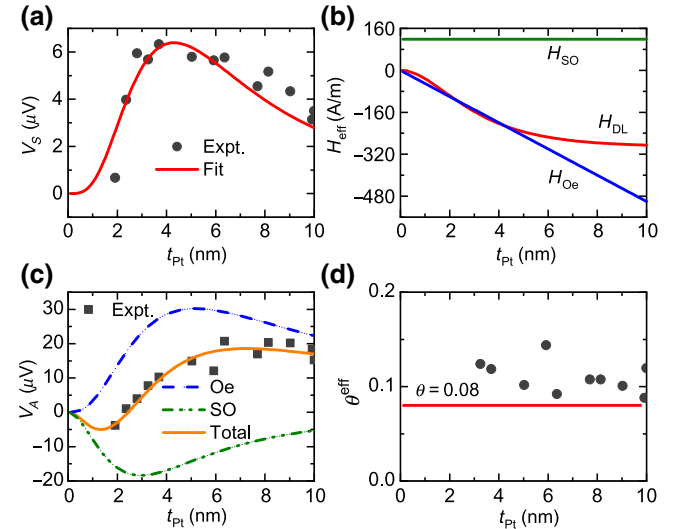 (a)
8
6
4
2
0
V_S (μV)
Expt.
Fit
0 2 4 6 8 10
t_Pt (nm)
(b)
160
0
−160
−320
−480
H_eff (A/m)
H_SO
H_DL
H_Oe
0 2 4 6 8 10
t_Pt (nm)
(c)
30
20
10
0
−10
−20
V_A (μV)
Expt.
Oe
SO
Total
0 2 4 6 8 10
t_Pt (nm)
(d)
0.2
0.1
0.0
θ^eff
θ = 0.08
0 2 4 6 8 10
t_Pt (nm)